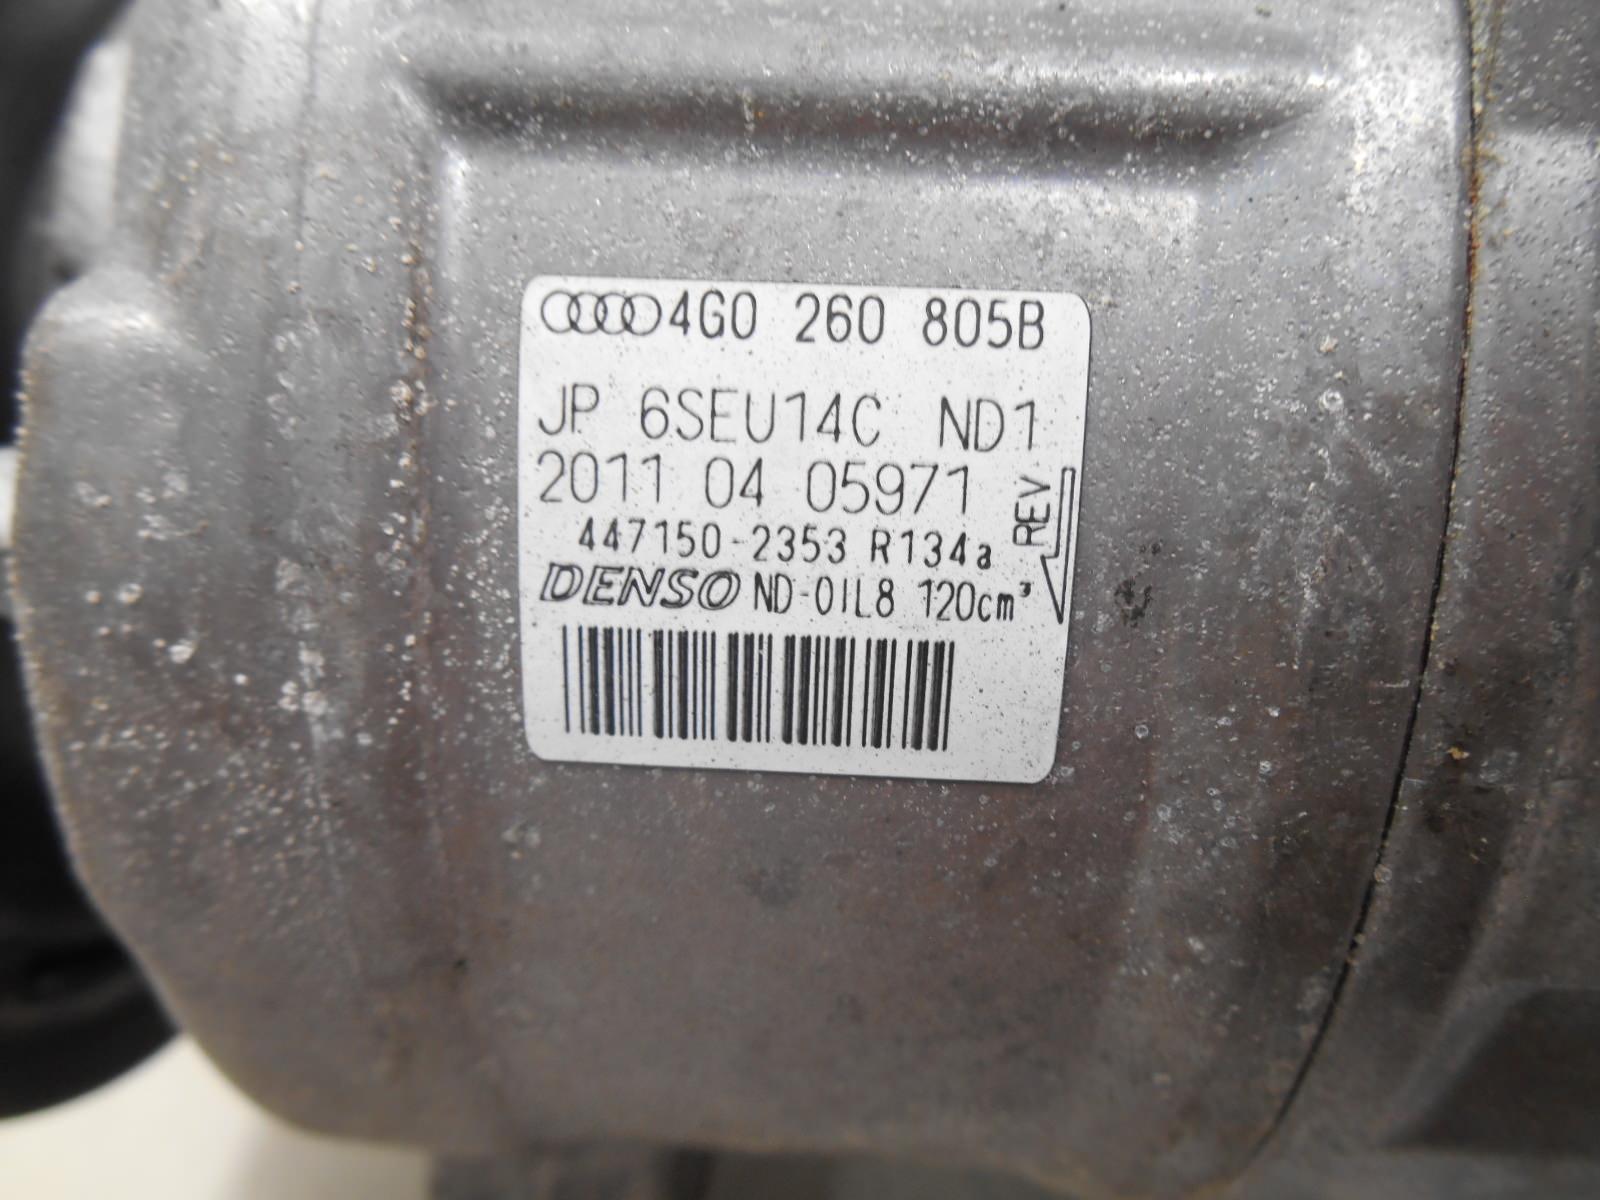 4G0 260 805B
JP 6SEU14C ND1
2011 04 05971
REV
447150-2353 R134a
DENSO ND-OIL8 120cm³